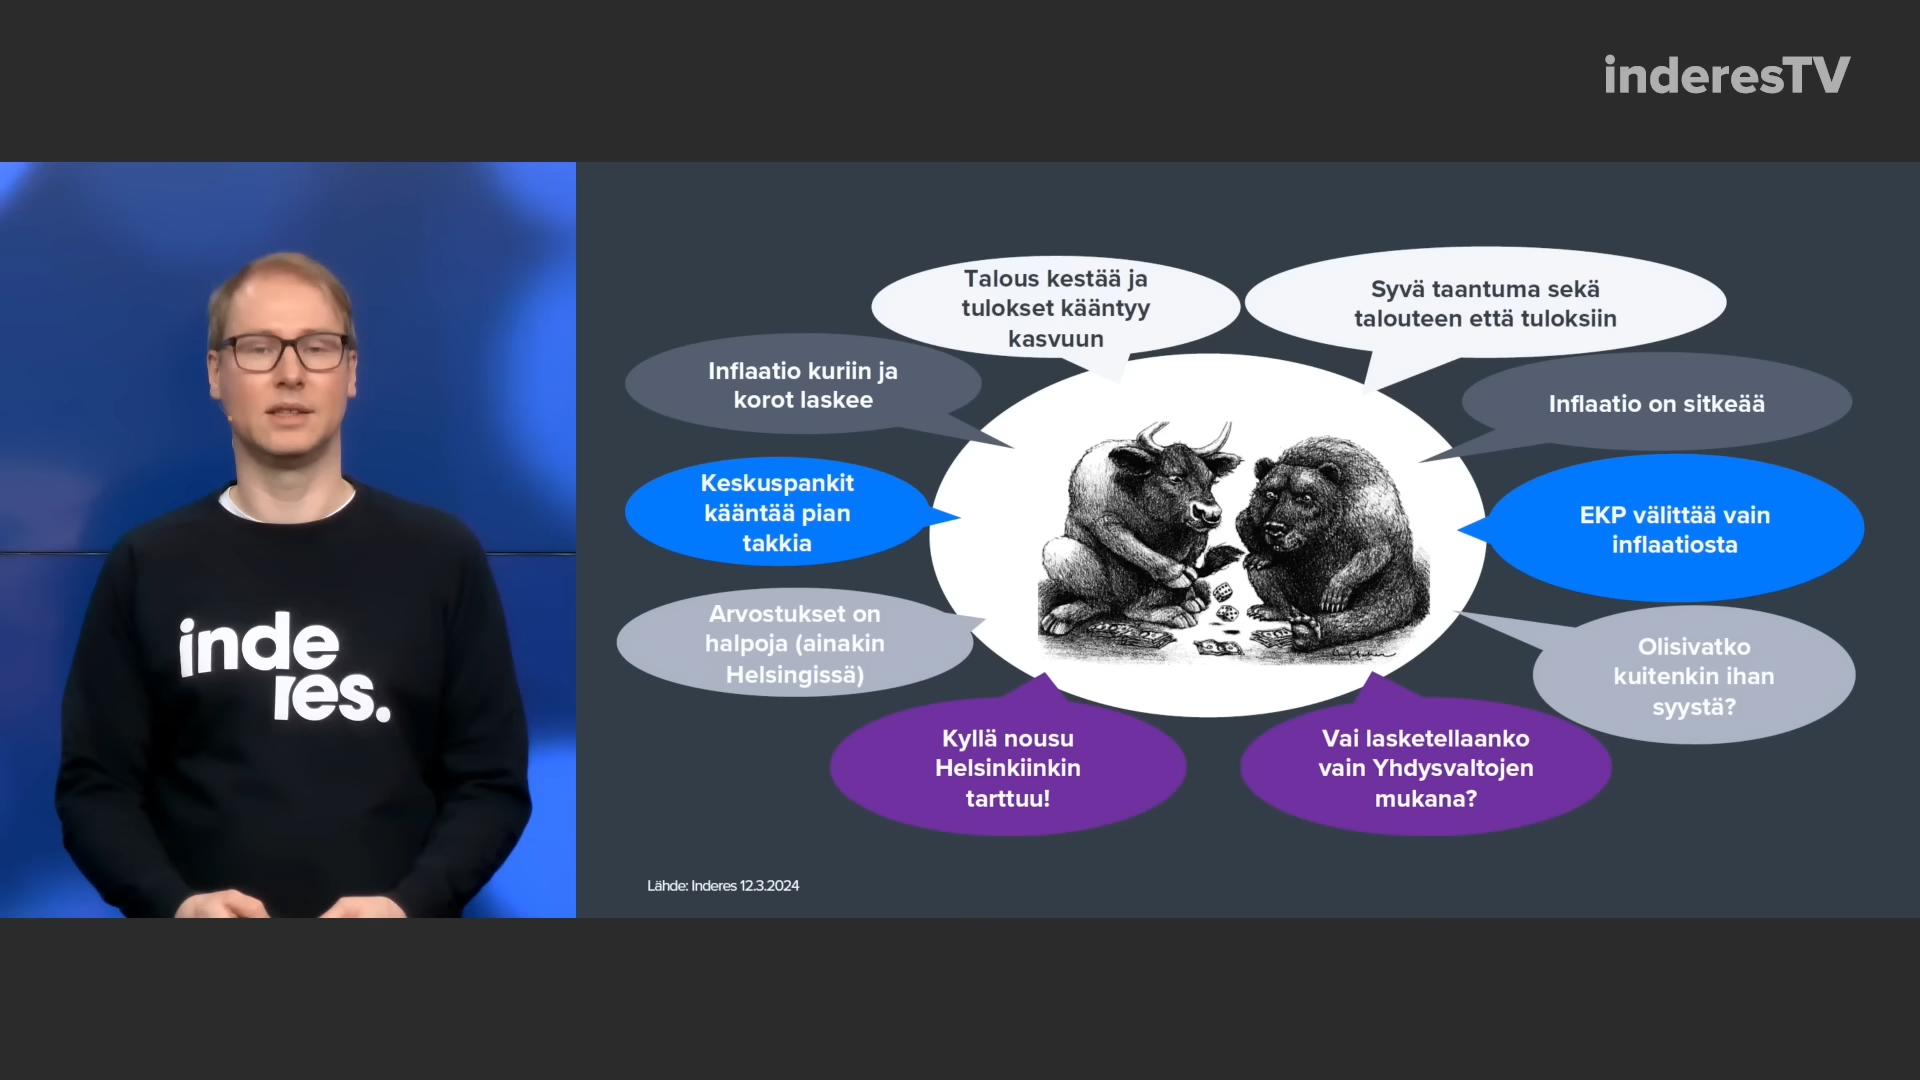 inderesTV
inde
res.
Talous kestää ja
tulokset kääntyy
kasvuun
Syvä taantuma sekä
talouteen että tuloksiin
Inflaatio kuriin ja
korot laskee
Inflaatio on sitkeää
Keskuspankit
kääntää pian
takkia
EKP välittää vain
inflaatiosta
Arvostukset on
halpoja (ainakin
Helsingissä)
Olisivatko
kuitenkin ihan
syystä?
Kyllä nousu
Helsinkiinkin
tarttuu!
Vai lasketellaanko
vain Yhdysvaltojen
mukana?
Lähde: Inderes 12.3.2024